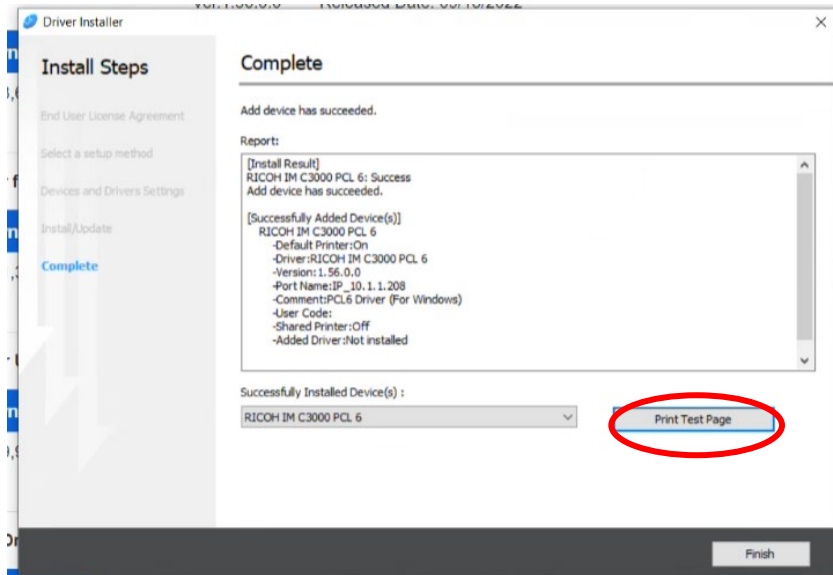 Driver Installer
Install Steps
End User License Agreement
Select a setup method
Devices and Drivers Settings
Install/Update
Complete
Complete
Add device has succeeded.
Report:
[Install Result]
RICOH IM C3000 PCL 6: Success
Add device has succeeded.
[Successfully Added Device(s)]
RICOH IM C3000 PCL 6
-Default Printer:On
-Driver:RICOH IM C3000 PCL 6
-Version:1.56.0.0
-Port Name:IP_10.1.1.208
-Comment:PCL6 Driver (For Windows)
-User Code:
-Shared Printer:Off
-Added Driver:Not installed
Successfully Installed Device(s) :
RICOH IM C3000 PCL 6
Print Test Page
Finish